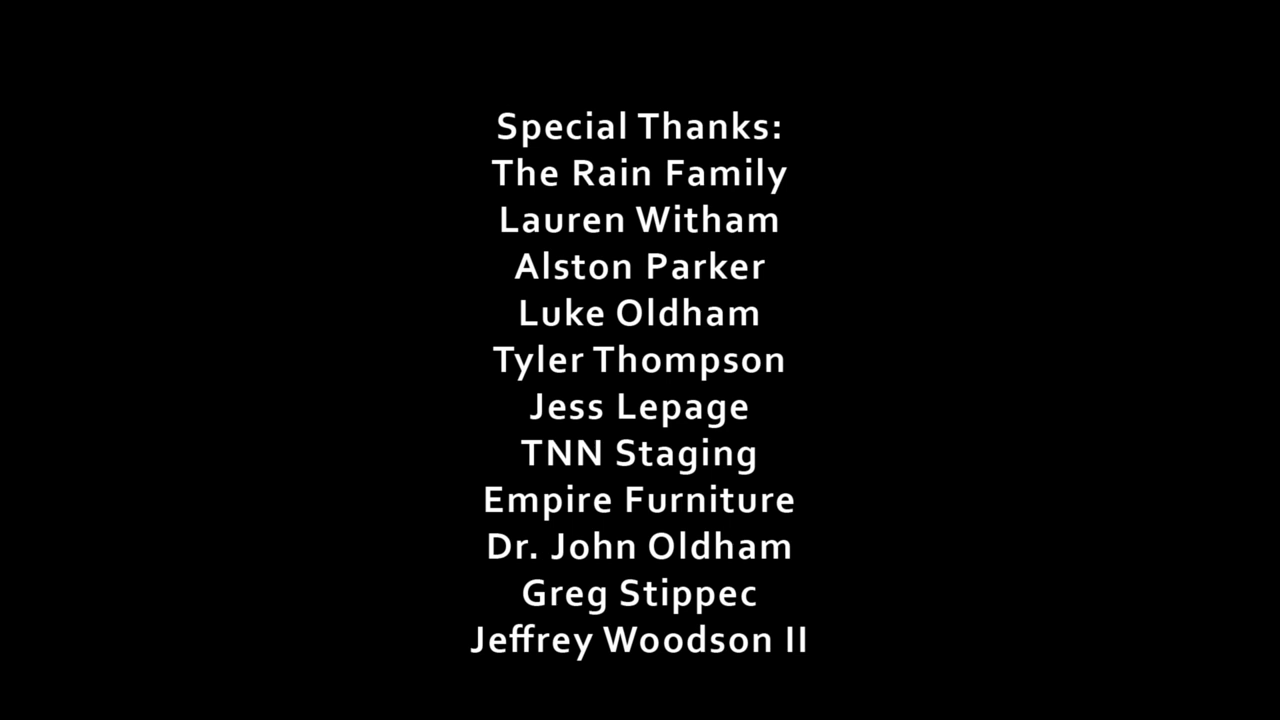 Special Thanks:
The Rain Family
Lauren Witham
Alston Parker
Luke Oldham
Tyler Thompson
Jess Lepage
TNN Staging
Empire Furniture
Dr. John Oldham
Greg Stippec
Jeffrey Woodson II